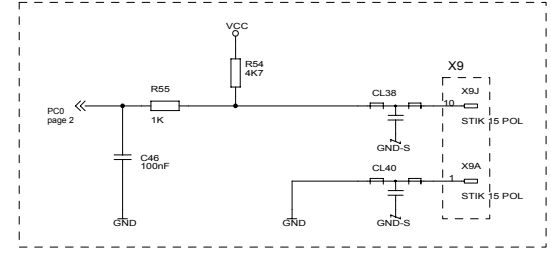 VCC
R54
4K7
X9
R55
CL38
X9J
PC0
page 2
10
1K
STIK 15 POL
GND-S
C46
100nF
CL40
X9A
1
STIK 15 POL
GND
GND
GND-S